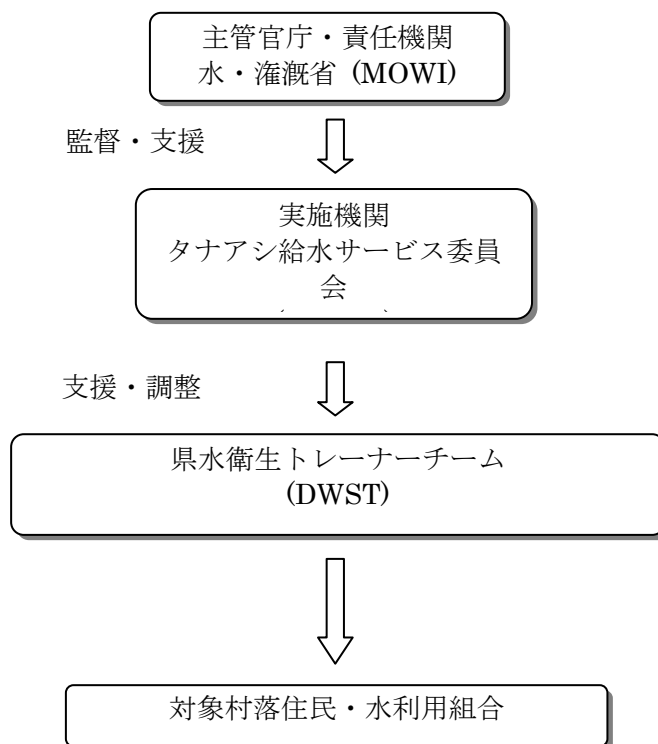 主管官庁・責任機関
水・潅漑省 (MOWI)
監督・支援
実施機関
タナアシ給水サービス委員
会
支援・調整
県水衛生トレーナーチーム
(DWST)
対象村落住民・水利用組合